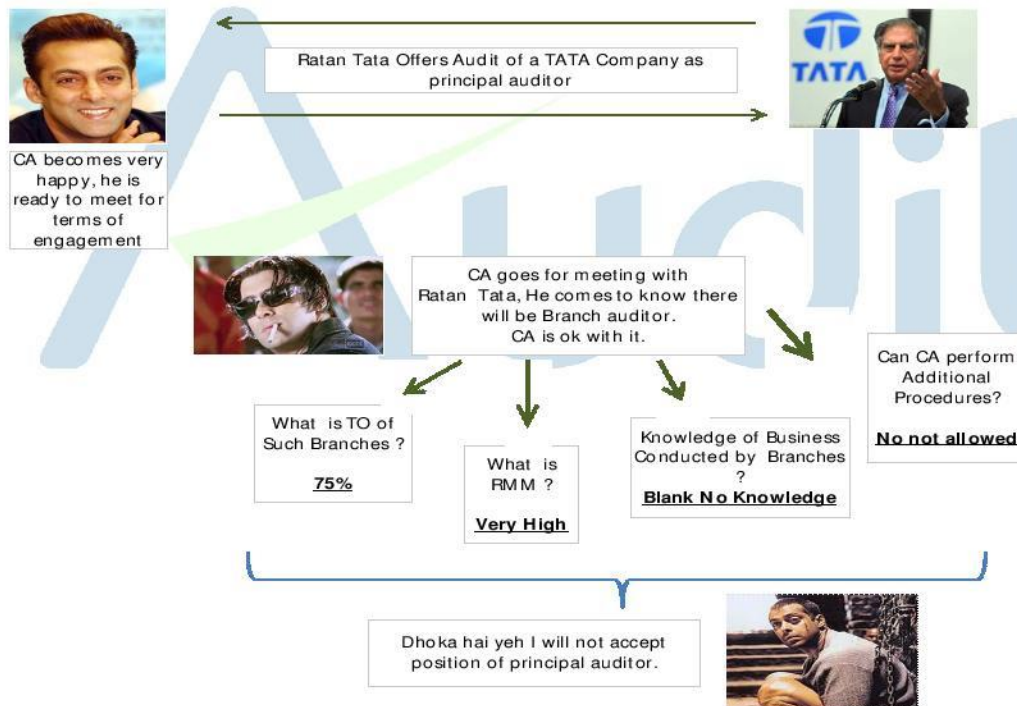 Ratan Tata Offers Audit of a TATA Company as
principal auditor
TATA
CA becomes very
happy, he is
ready to meet for
terms of
engagement
Audit
CA goes for meeting with
Ratan Tata, He comes to know there
will be Branch auditor.
CA is ok with it.
What is TO of
Such Branches ?
75%
What is
RMM ?
Very High
Knowledge of Business
Conducted by Branches
?
Blank No Knowledge
Can CA perform
Additional
Procedures?
No not allowed
Dhoka hai yeh I will not accept
position of principal auditor.